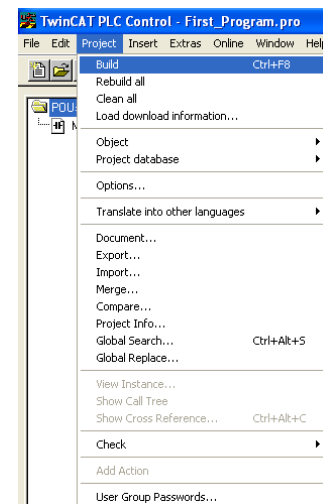 TwinCAT PLC Control - First_Program.pro
File Edit Project Insert Extras Online Window Help
Build Ctrl+F8
Rebuild all
Clean all
Load download information...
Object
Project database
Options...
Translate into other languages
Document...
Export...
Import...
Merge...
Compare...
Project Info...
Global Search... Ctrl+Alt+S
Global Replace...
View Instance...
Show Call Tree
Show Cross Reference... Ctrl+Alt+C
Check
Add Action
User Group Passwords...